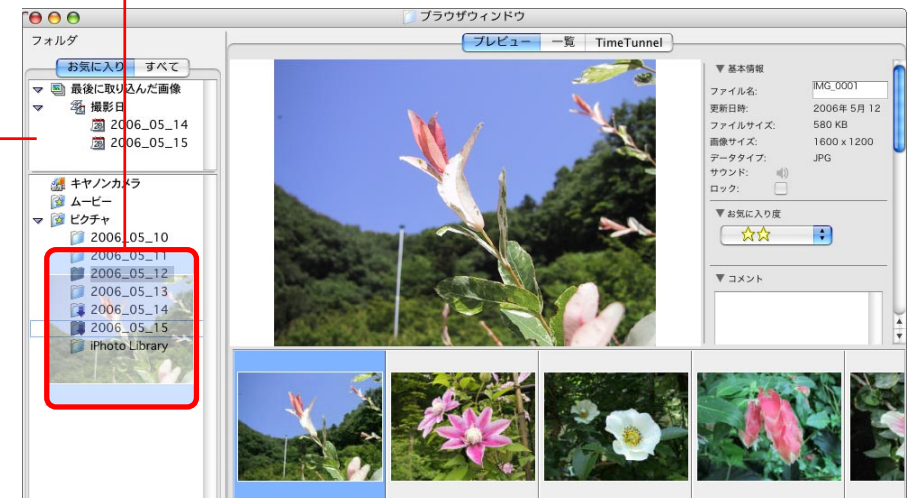 ブラウザウィンドウ
フォルダ
お気に入り すべて
最後に取り込んだ画像
撮影日
2006_05_14
2006_05_15
キヤノンカメラ
ムービー
ピクチャ
2006_05_10
2006_05_11
2006_05_12
2006_05_13
2006_05_14
2006_05_15
iPhoto Library
プレビュー 一覧 TimeTunnel
基本情報
ファイル名: IMG_0001
更新日時: 2006年 5月 12
ファイルサイズ: 580 KB
画像サイズ: 1600 x 1200
データタイプ: JPG
サウンド:
ロック:
お気に入り度
コメント